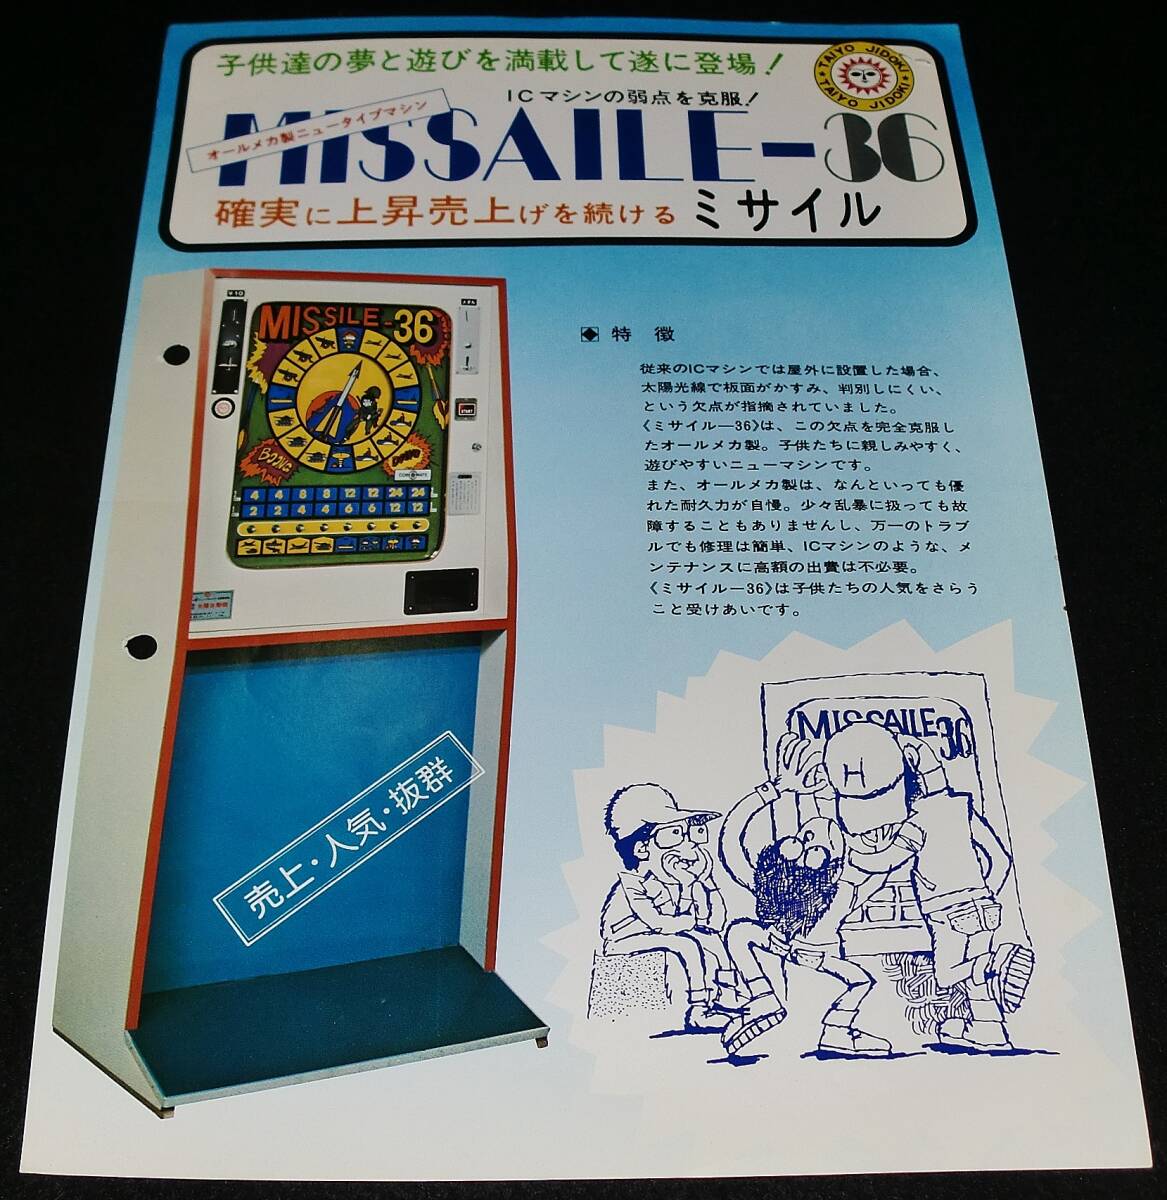 子供達の夢と遊びを満載して遂に登場!
TAIYO JIDOKI
TAIYO JIDOKI
ICマシンの弱点を克服!
オールメカ製ニュータイプマシン
MISSAILE-36
確実に上昇売上げを続ける ミサイル
¥10
MISSILE-36
START
BOONG
4 4 8 8 12 12 24 24
2 2 4 4 6 6 12 12
売上・人気・抜群
特徴
従来のICマシンでは屋外に設置した場合、
太陽光線で板面がかすみ、判別しにくい、
という欠点が指摘されていました。
《ミサイル―36》は、この欠点を完全克服し
たオールメカ製。子供たちに親しみやすく、
遊びやすいニューマシンです。
また、オールメカ製は、なんといっても優
れた耐久力が自慢。少々乱暴に扱っても故
障することもありませんし、万一のトラブ
ルでも修理は簡単、ICマシンのような、メ
ンテナンスに高額の出費は不必要。
《ミサイル―36》は子供たちの人気をさらう
こと受けあいです。
MISSAILE 36
H